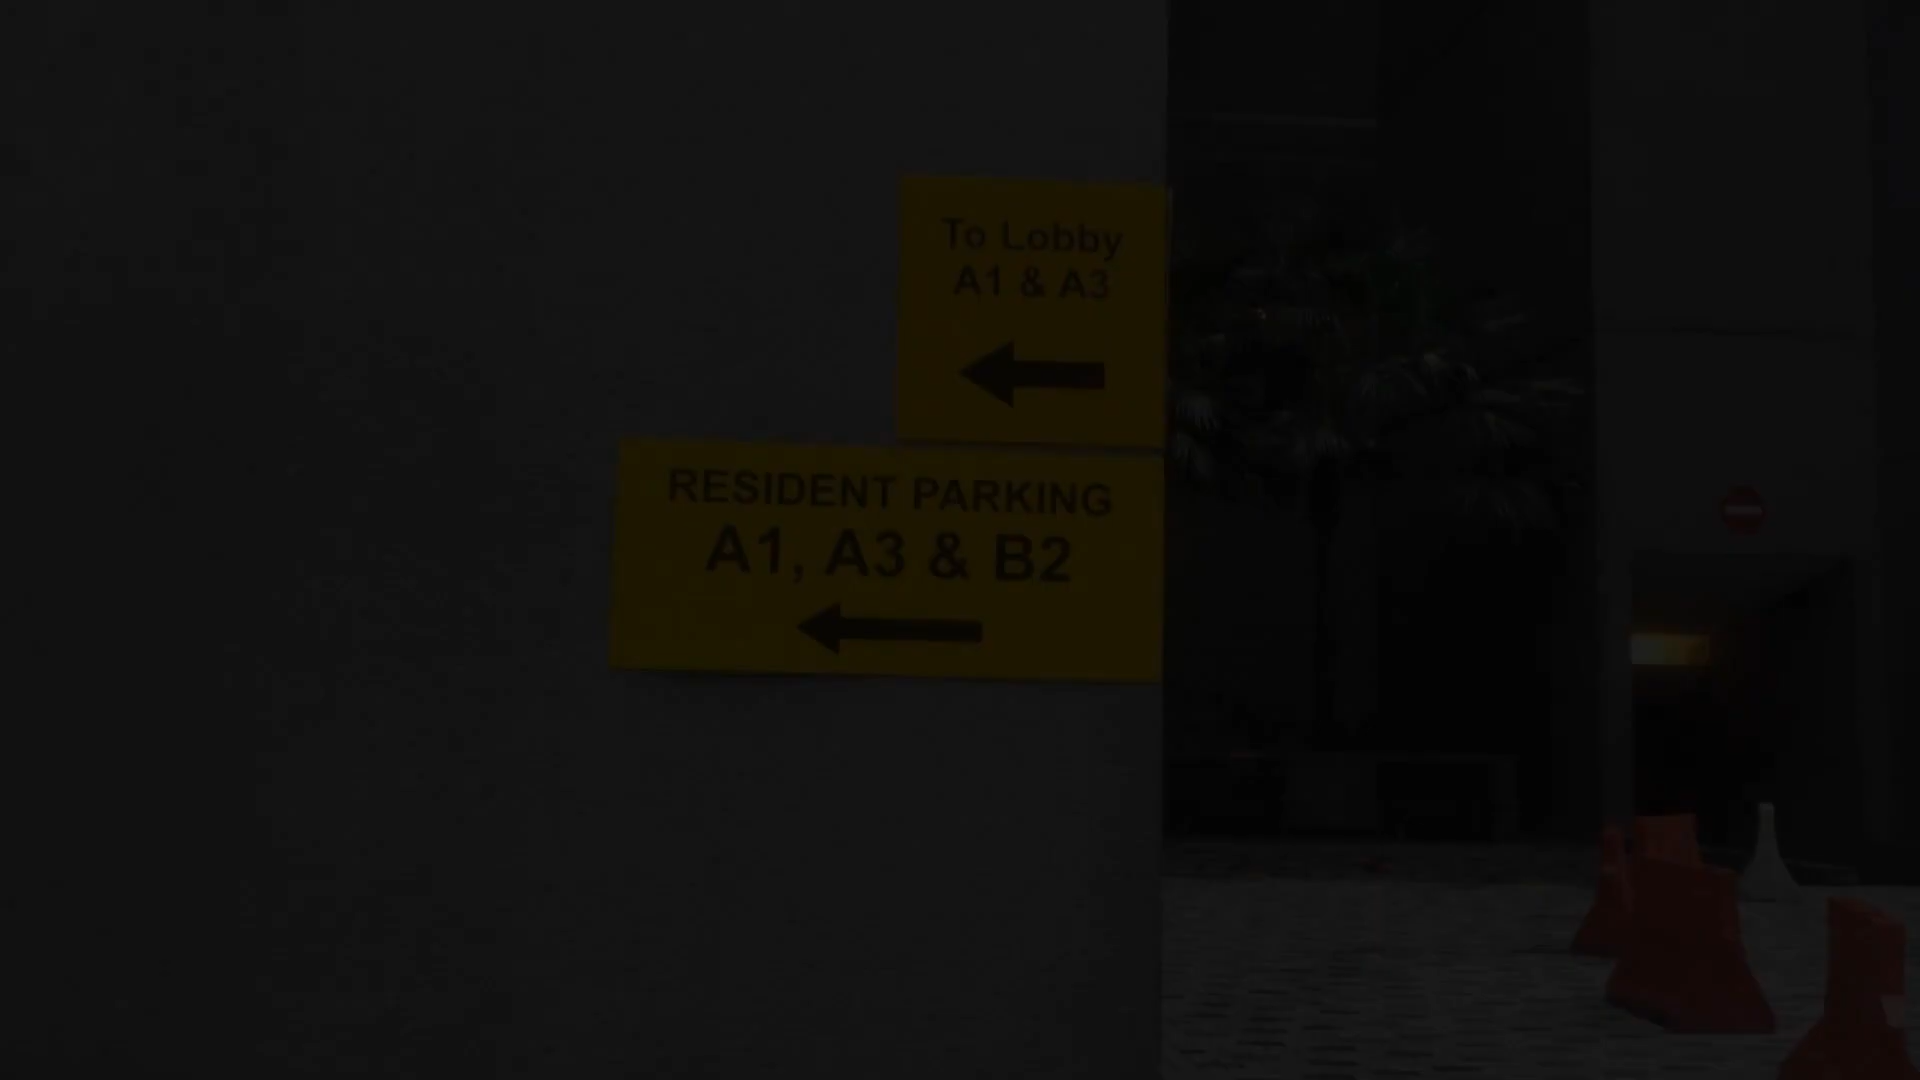 To Lobby
A1 & A3
RESIDENT PARKING
A1, A3 & B2